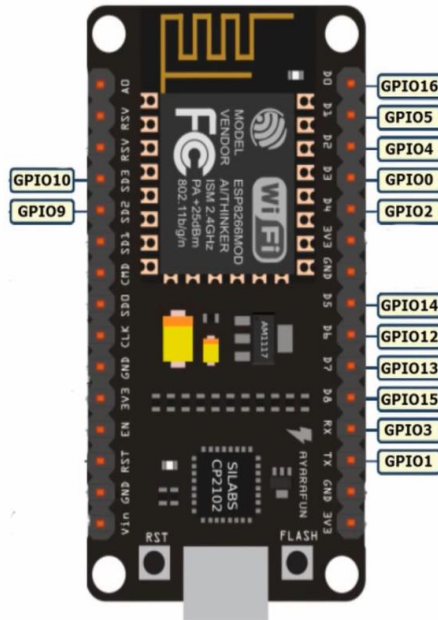 GPIO10
GPIO9
A0
RSV
RSV
SD3
SD2
SD1
CMD
SD0
CLK
GND
3V3
EN
RST
GND
Vin
MODEL
VENDOR
ESP8266MOD
AI/THINKER
ISM 2.4GHz
PA +25dBm
802.11b/g/n
FC
Wi Fi
AM1117
SILABS
CP2102
AYARAFUN
RST
FLASH
D0
D1
D2
D3
D4
3V3
GND
D5
D6
D7
D8
RX
TX
GND
3V3
GPIO16
GPIO5
GPIO4
GPIO0
GPIO2
GPIO14
GPIO12
GPIO13
GPIO15
GPIO3
GPIO1